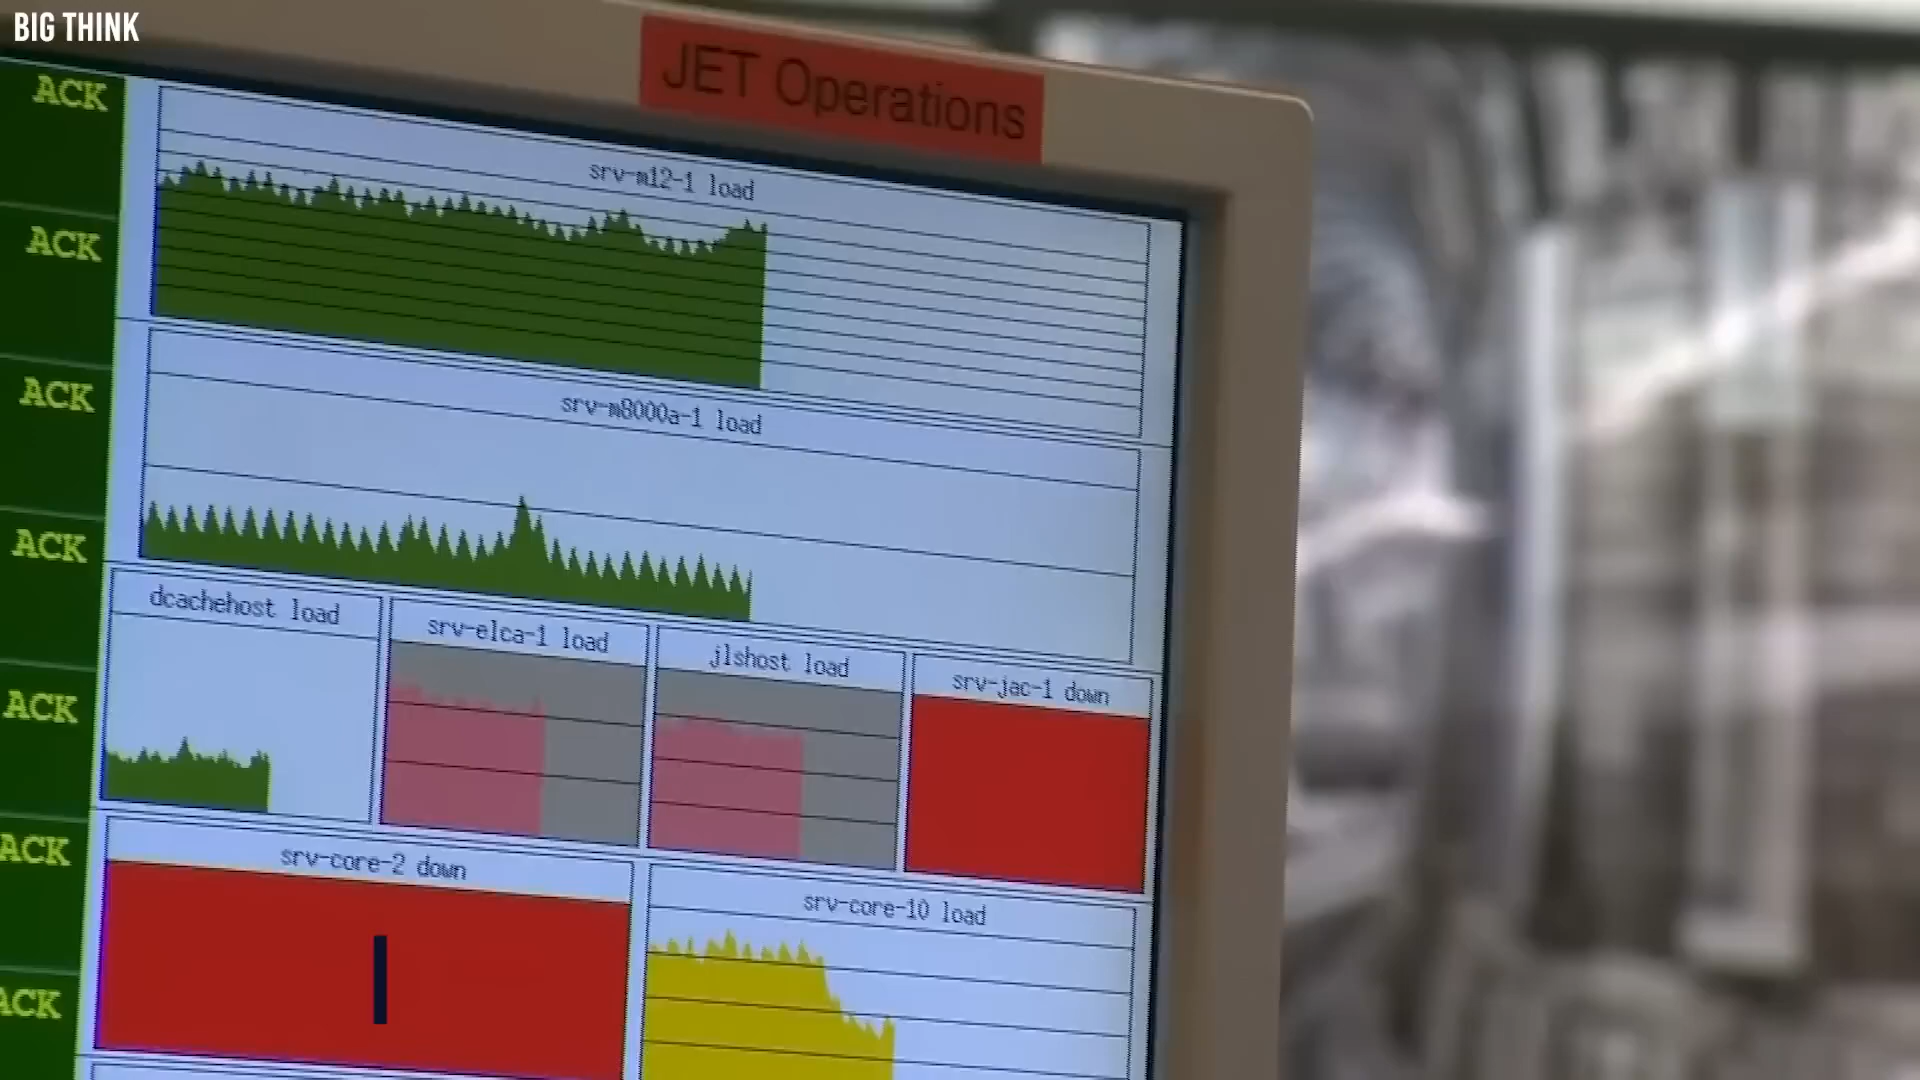 BIG THINK
JET Operations
ACK
srv-m12-1 load
ACK
ACK
srv-m8000a-1 load
ACK
dcachehost load
srv-elca-1 load
jlshost load
srv-jac-1 down
ACK
ACK
srv-core-2 down
srv-core-10 load
ACK